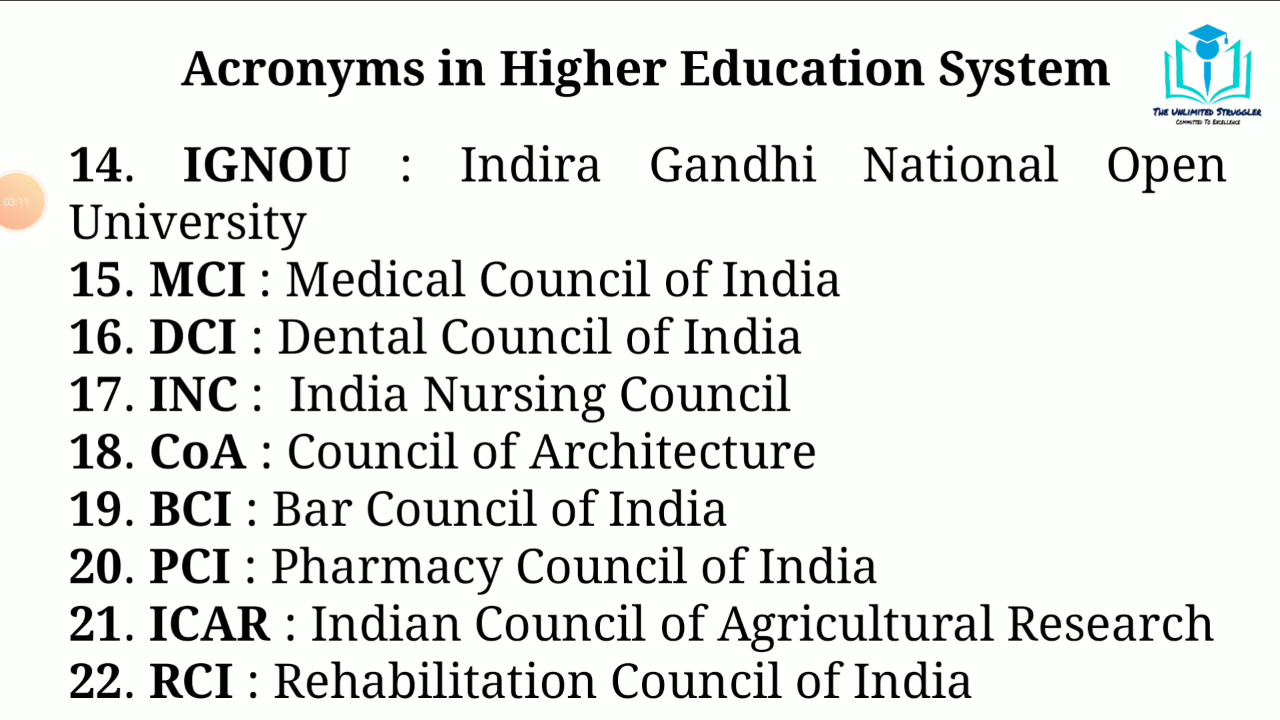 Acronyms in Higher Education System
THE UNLIMITED STRUGGLER
COMMITTED TO EXCELLENCE
14. IGNOU : Indira Gandhi National Open
University
03:11
15. MCI : Medical Council of India
16. DCI : Dental Council of India
17. INC : India Nursing Council
18. CoA : Council of Architecture
19. BCI : Bar Council of India
20. PCI : Pharmacy Council of India
21. ICAR : Indian Council of Agricultural Research
22. RCI : Rehabilitation Council of India